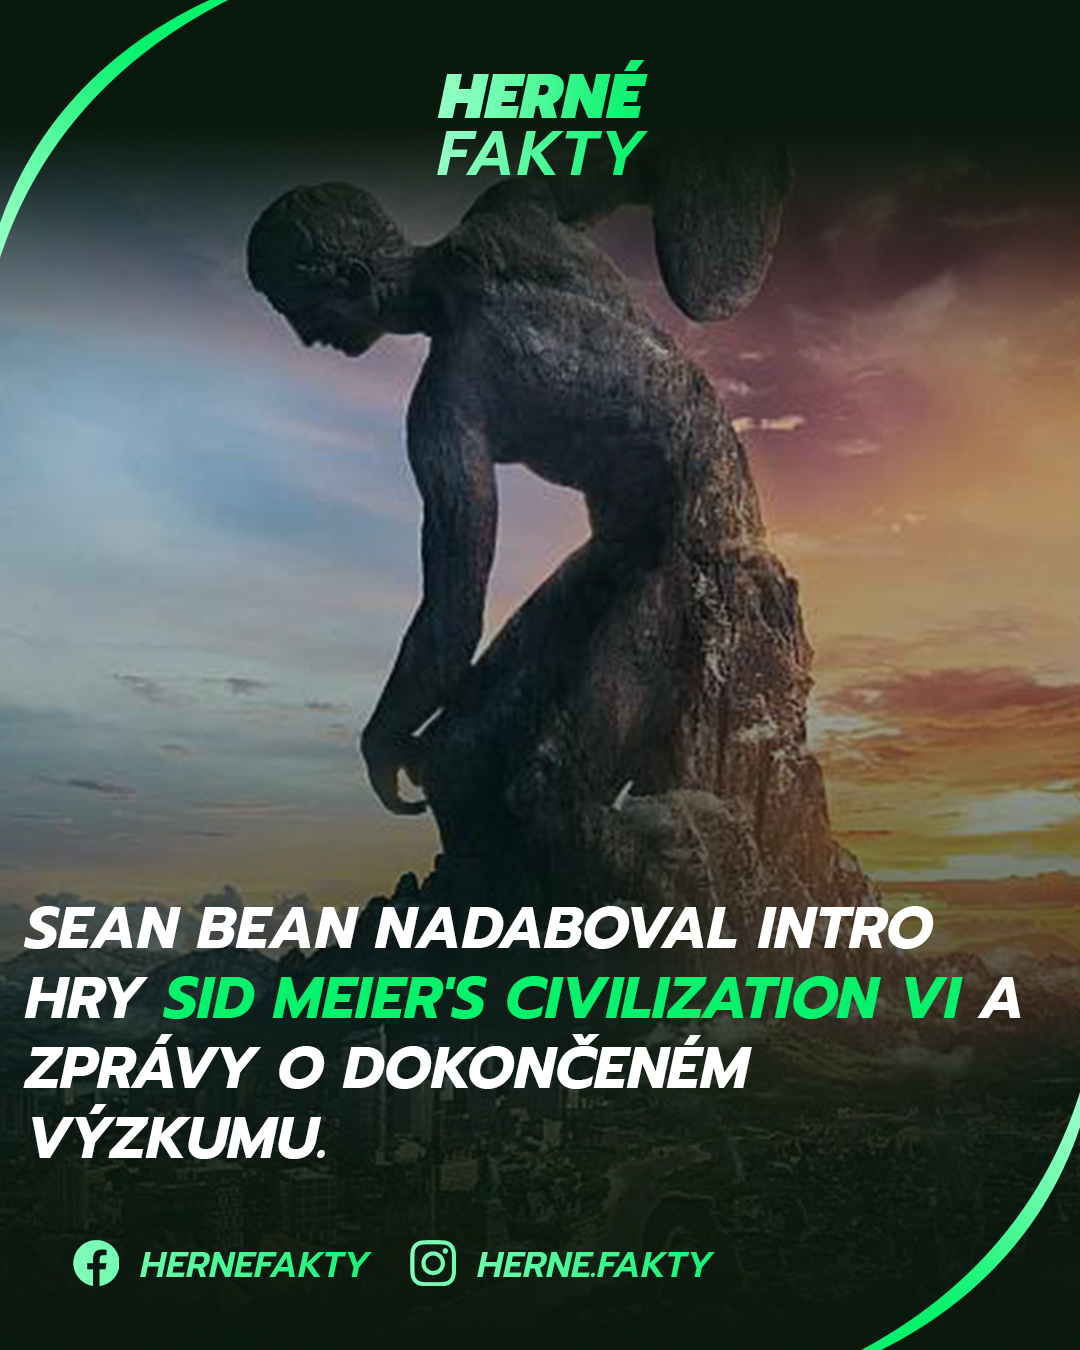 HERNÉ
FAKTY
SEAN BEAN NADABOVAL INTRO
HRY SID MEIER'S CIVILIZATION VI A
ZPRÁVY O DOKONČENÉM
VÝZKUMU.
HERNEFAKTY HERNE.FAKTY